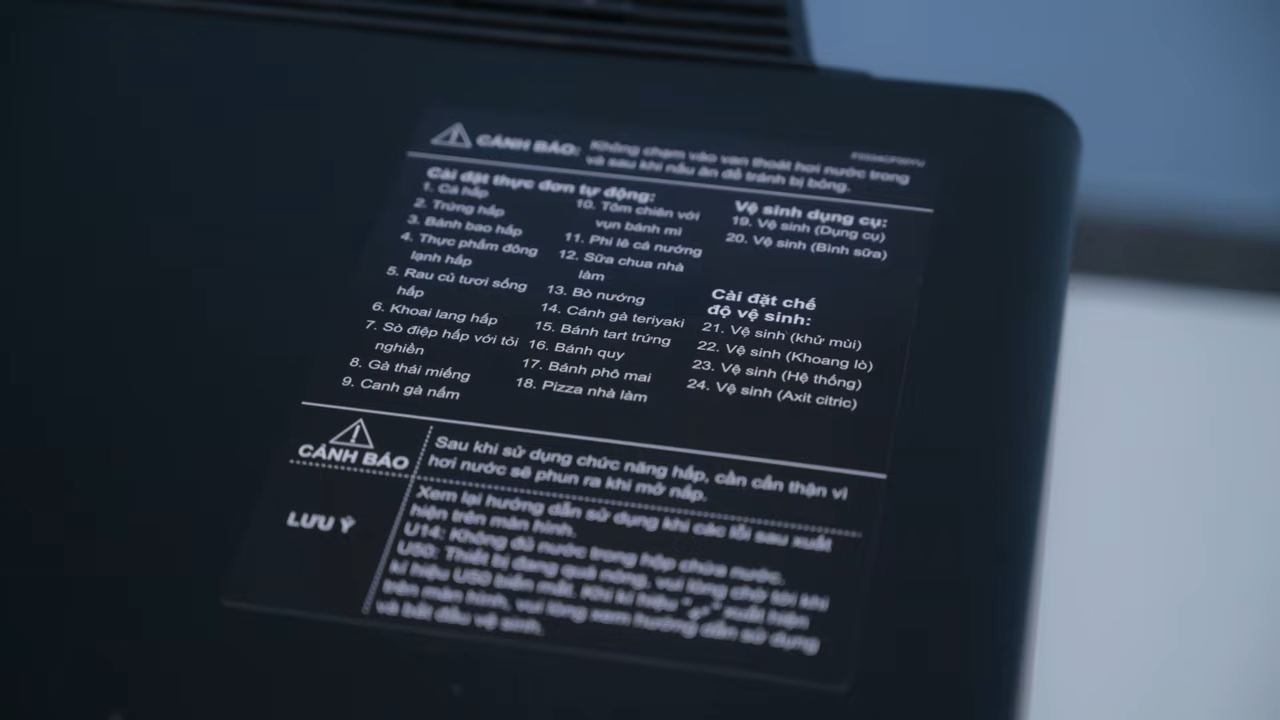 CẢNH BÁO: Không chạm vào van thoát hơi nước trong
và sau khi nấu ăn để tránh bị bỏng.
Cài đặt thực đơn tự động:
1. Cá hấp
2. Trứng hấp
3. Bánh bao hấp
4. Thực phẩm đông
lạnh hấp
5. Rau củ tươi sống
hấp
6. Khoai lang hấp
7. Sò điệp hấp với tỏi
nghiền
8. Gà thái miếng
9. Canh gà nấm
10. Tôm chiên với
vụn bánh mì
11. Phi lê cá nướng
12. Sữa chua nhà
làm
13. Bò nướng
14. Cánh gà teriyaki
15. Bánh tart trứng
16. Bánh quy
17. Bánh phô mai
18. Pizza nhà làm
Vệ sinh dụng cụ:
19. Vệ sinh (Dụng cụ)
20. Vệ sinh (Bình sữa)
Cài đặt chế
độ vệ sinh:
21. Vệ sinh (khử mùi)
22. Vệ sinh (Khoang lò)
23. Vệ sinh (Hệ thống)
24. Vệ sinh (Axit citric)
CẢNH BÁO
Sau khi sử dụng chức năng hấp, cần cẩn thận vì
hơi nước sẽ phun ra khi mở nắp.
LƯU Ý
Xem lại hướng dẫn sử dụng khi các lỗi sau xuất
hiện trên màn hình.
U14: Không đủ nước trong hộp chứa nước.
U50: Thiết bị đang quá nóng, vui lòng chờ tới khi
kí hiệu U50 biến mất. Khi kí hiệu " " xuất hiện
trên màn hình, vui lòng xem hướng dẫn sử dụng
và bắt đầu vệ sinh.